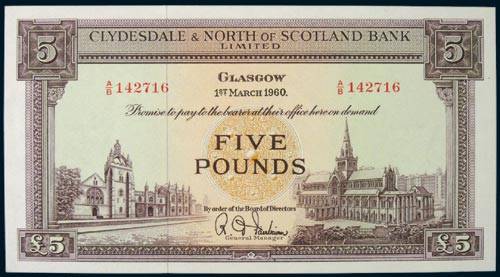 5 CLYDESDALE & NORTH OF SCOTLAND BANK 5
LIMITED
GLASGOW
A/B 142716 1ST MARCH 1960. A/B 142716
Promise to pay to the bearer at their office here on demand
FIVE
POUNDS
By order of the Board of Directors
General Manager
£5 £5